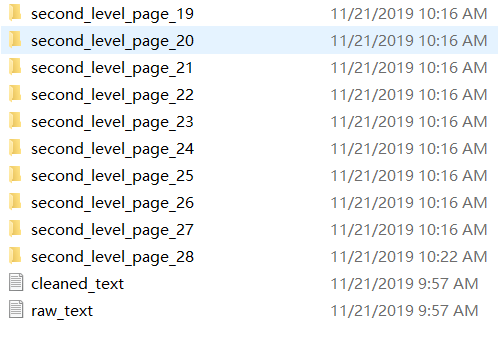 second_level_page_19 11/21/2019 10:16 AM
second_level_page_20 11/21/2019 10:16 AM
second_level_page_21 11/21/2019 10:16 AM
second_level_page_22 11/21/2019 10:16 AM
second_level_page_23 11/21/2019 10:16 AM
second_level_page_24 11/21/2019 10:16 AM
second_level_page_25 11/21/2019 10:16 AM
second_level_page_26 11/21/2019 10:16 AM
second_level_page_27 11/21/2019 10:16 AM
second_level_page_28 11/21/2019 10:22 AM
cleaned_text 11/21/2019 9:57 AM
raw_text 11/21/2019 9:57 AM